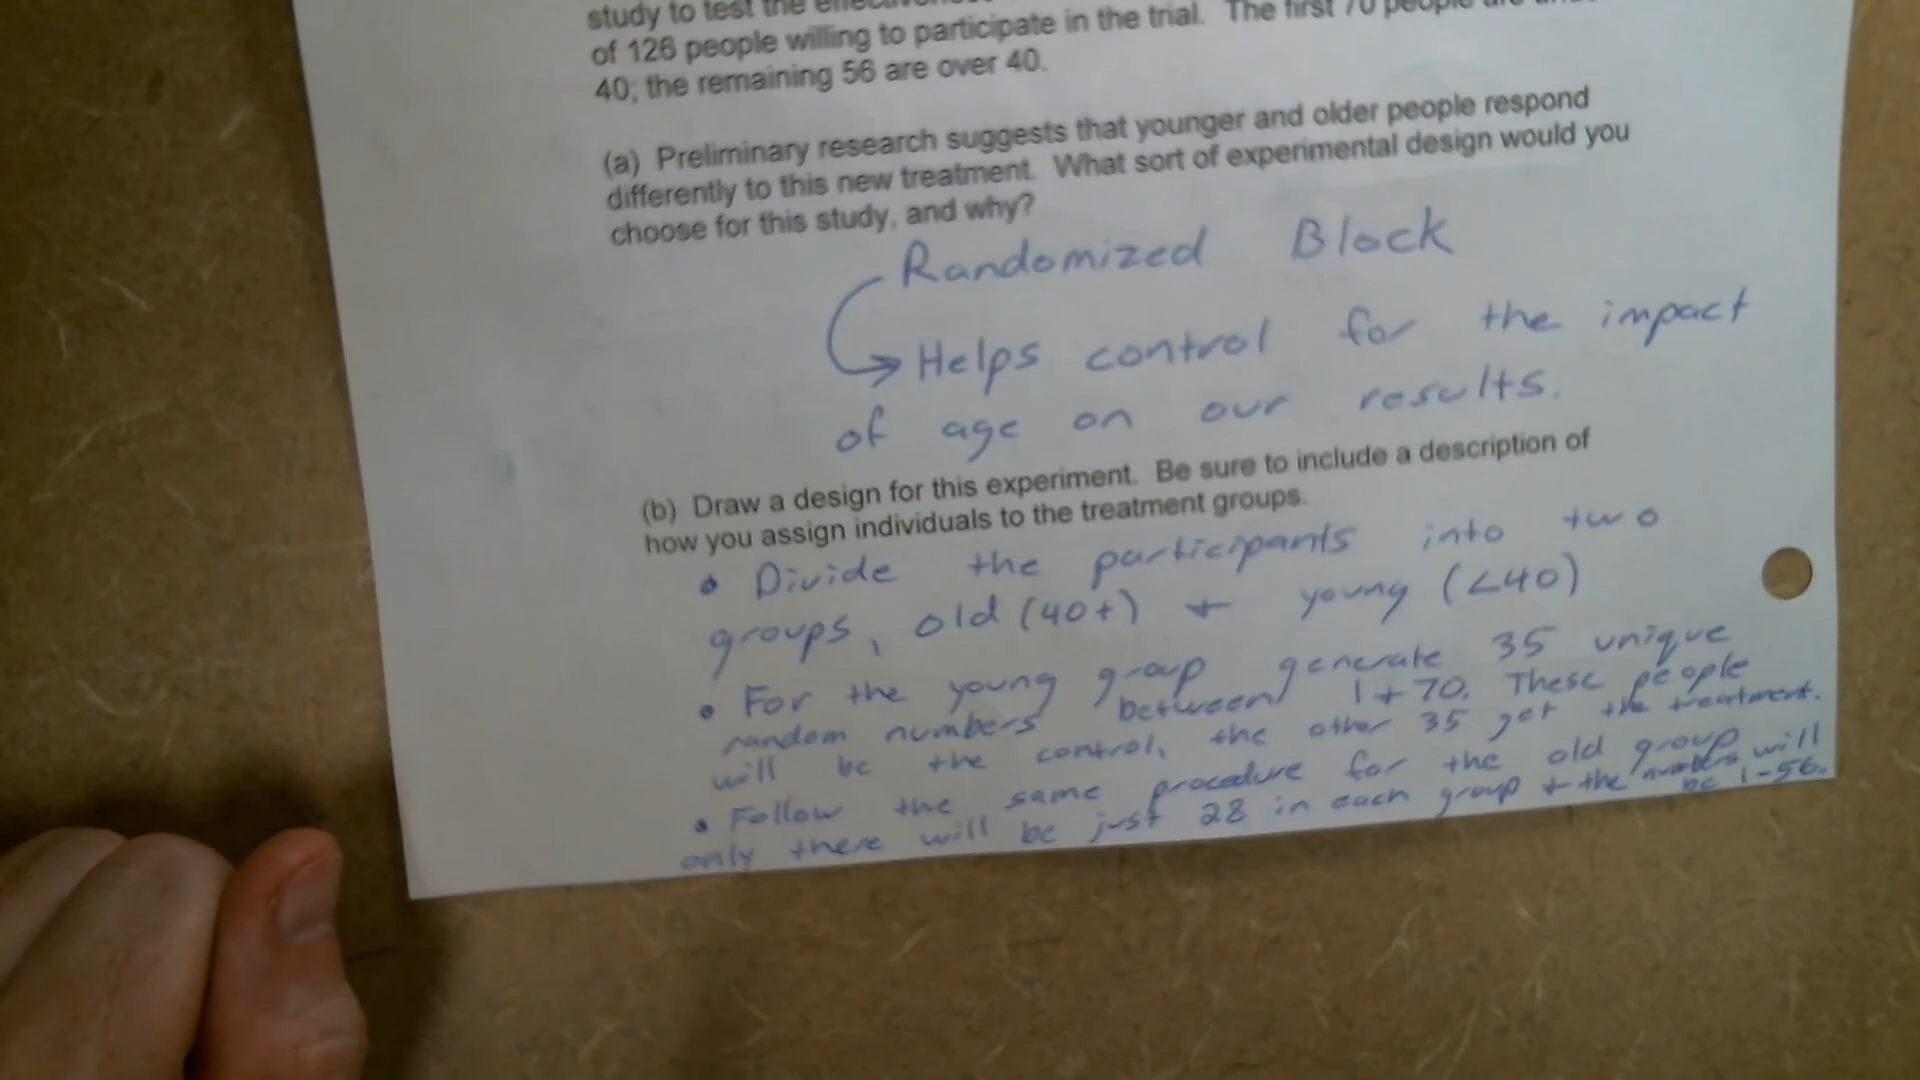 study to test the
of 126 people willing to participate in the trial. The first 70 people are
40; the remaining 56 are over 40.
(a) Preliminary research suggests that younger and older people respond
differently to this new treatment. What sort of experimental design would you
choose for this study, and why?
Randomized Block
→ Helps control for the impact
of age on our results.
(b) Draw a design for this experiment. Be sure to include a description of
how you assign individuals to the treatment groups.
• Divide the participants into two
groups, old (40+) + young (<40)
• For the young group generate 35 unique
random numbers between 1 + 70. These people
will be the control, the other 35 get the treatment.
• Follow the same procedure for the old group
only there will be just 28 in each group + the numbers will
be 1-56.